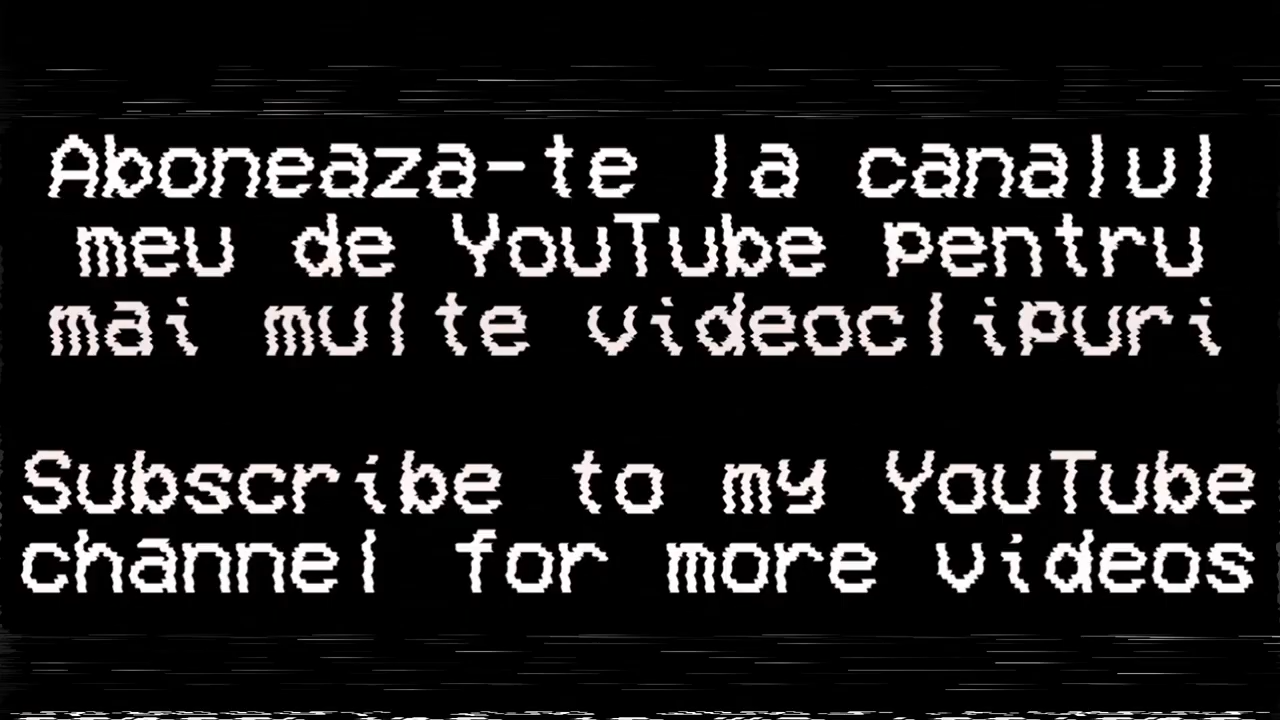 Aboneaza-te la canalul
meu de YouTube pentru
mai multe videoclipuri
Subscribe to my YouTube
channel for more videos